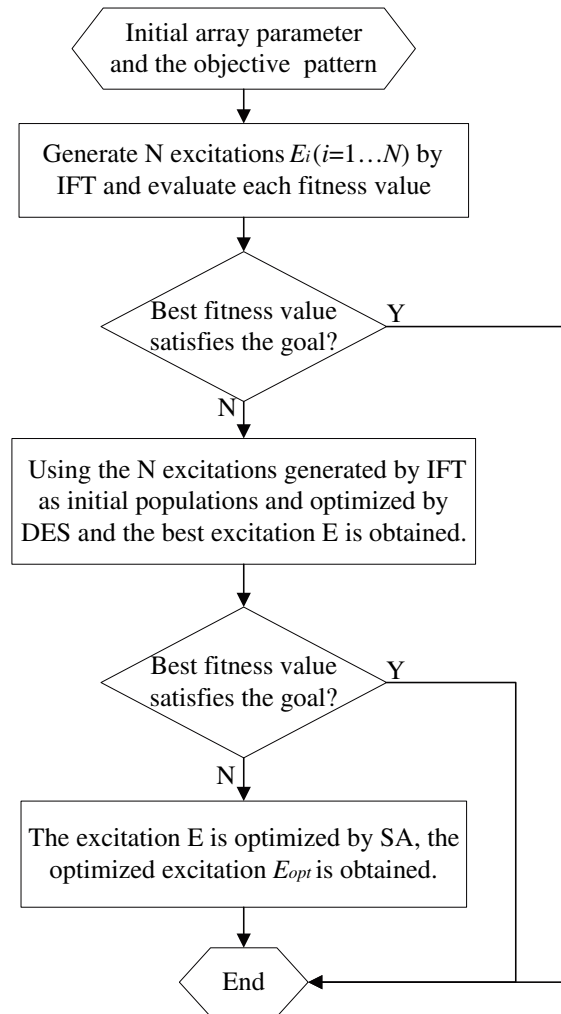 Initial array parameter
and the objective pattern
Generate N excitations Ei(i=1…N) by
IFT and evaluate each fitness value
Best fitness value
satisfies the goal?
Y
N
Using the N excitations generated by IFT
as initial populations and optimized by
DES and the best excitation E is obtained.
Best fitness value
satisfies the goal?
Y
N
The excitation E is optimized by SA, the
optimized excitation Eopt is obtained.
End